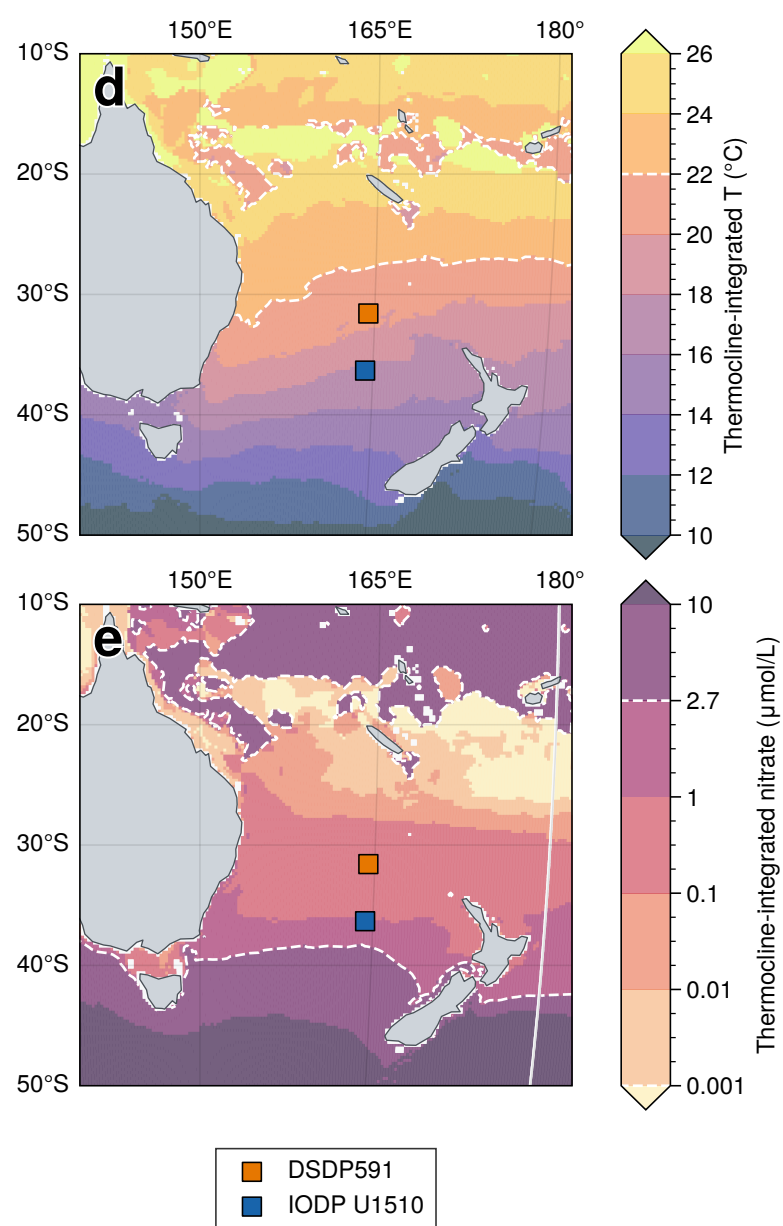 150°E 165°E 180°
10°S
20°S
30°S
40°S
50°S
d
26
24
22
20
18
16
14
12
10
Thermocline-integrated T (°C)
150°E 165°E 180°
10°S
20°S
30°S
40°S
50°S
e
10
2.7
1
0.1
0.01
0.001
Thermocline-integrated nitrate (µmol/L)
DSDP591
IODP U1510